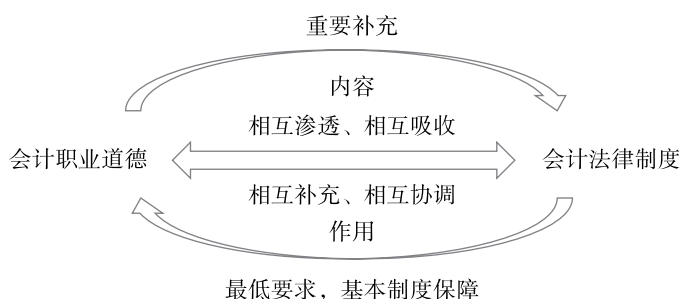 重要补充
内容
相互渗透、相互吸收
会计职业道德
会计法律制度
相互补充、相互协调
作用
最低要求，基本制度保障